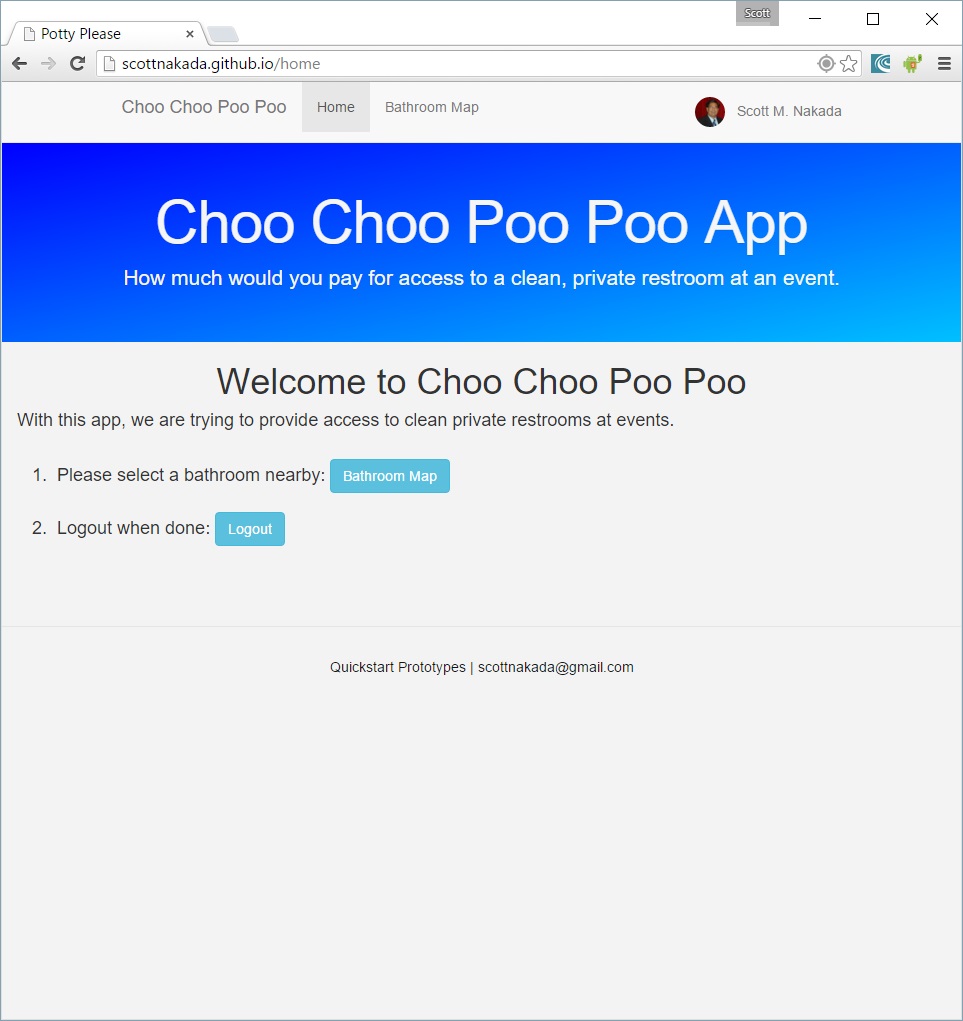 Scott
Potty Please
scottnakada.github.io/home
Choo Choo Poo Poo Home Bathroom Map Scott M. Nakada
Choo Choo Poo Poo App
How much would you pay for access to a clean, private restroom at an event.
Welcome to Choo Choo Poo Poo
With this app, we are trying to provide access to clean private restrooms at events.
1. Please select a bathroom nearby: Bathroom Map
2. Logout when done: Logout
Quickstart Prototypes | scottnakada@gmail.com